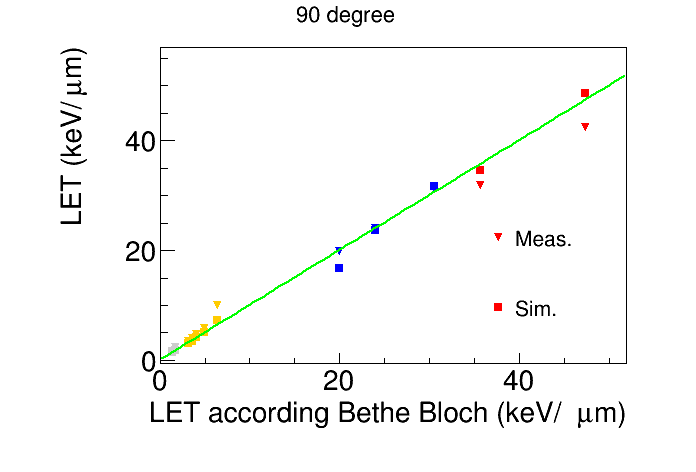 90 degree
LET (keV/μm)
40
20
0
Meas.
Sim.
0 20 40
LET according Bethe Bloch (keV/ μm)